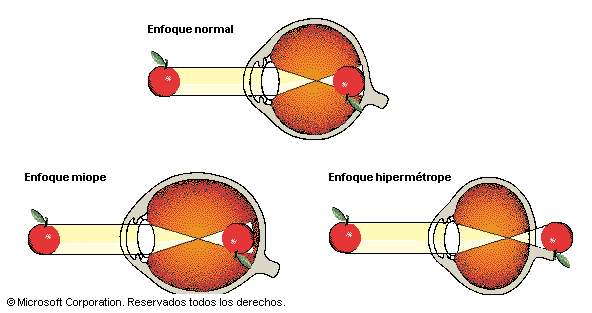 Enfoque normal
Enfoque miope
Enfoque hipermétrope
© Microsoft Corporation. Reservados todos los derechos.